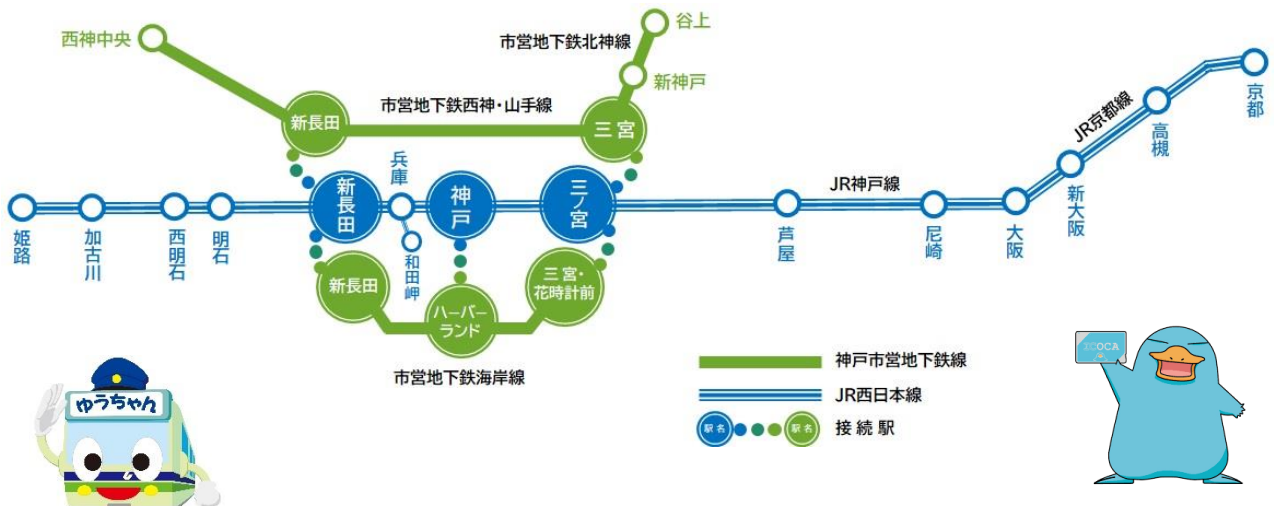 西神中央
谷上
市営地下鉄北神線
新神戸
市営地下鉄西神・山手線
新長田
三宮
JR京都線
京都
高槻
新大阪
兵庫
新長田
神戸
三ノ宮
JR神戸線
姫路
加古川
西明石
明石
和田岬
芦屋
尼崎
大阪
新長田
ハーバー
ランド
三宮・
花時計前
市営地下鉄海岸線
神戸市営地下鉄線
JR西日本線
駅名
駅名
接続駅
ゆうちゃん
ICOCA